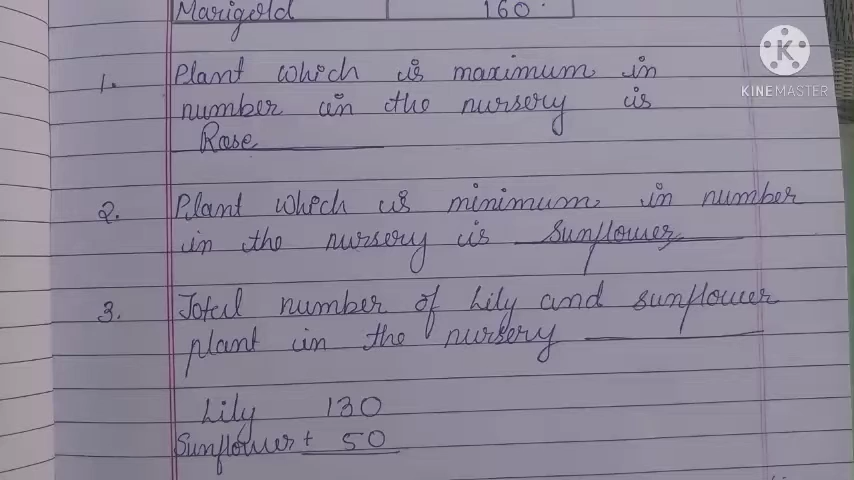 Marigold 160.
KINEMASTER
1. Plant which is maximum in
number in the nursery is
Rose
2. Plant which is minimum in number
in the nursery is Sunflower
3. Total number of Lily and sunflower
plant in the nursery
Lily 130
Sunflower + 50